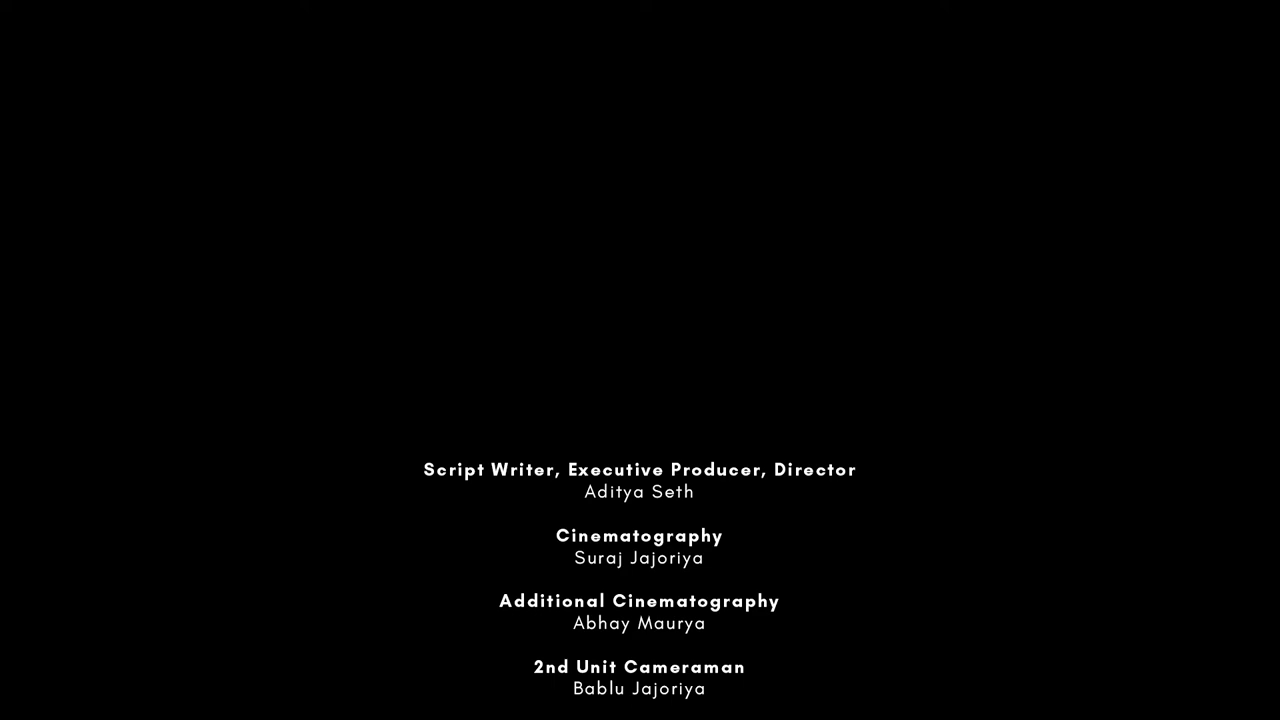 Script Writer, Executive Producer, Director
Aditya Seth
Cinematography
Suraj Jajoriya
Additional Cinematography
Abhay Maurya
2nd Unit Cameraman
Bablu Jajoriya